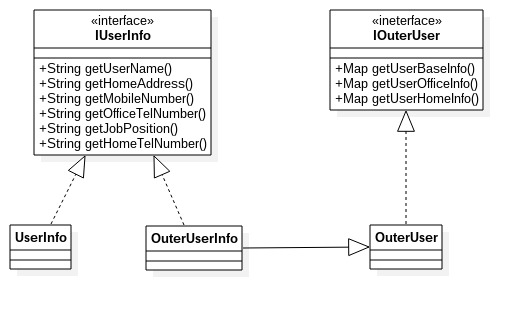 «interface»
IUserInfo
+String getUserName()
+String getHomeAddress()
+String getMobileNumber()
+String getOfficeTelNumber()
+String getJobPosition()
+String getHomeTelNumber()
«ineterface»
IOuterUser
+Map getUserBaseInfo()
+Map getUserOfficeInfo()
+Map getUserHomeInfo()
UserInfo
OuterUserInfo
OuterUser